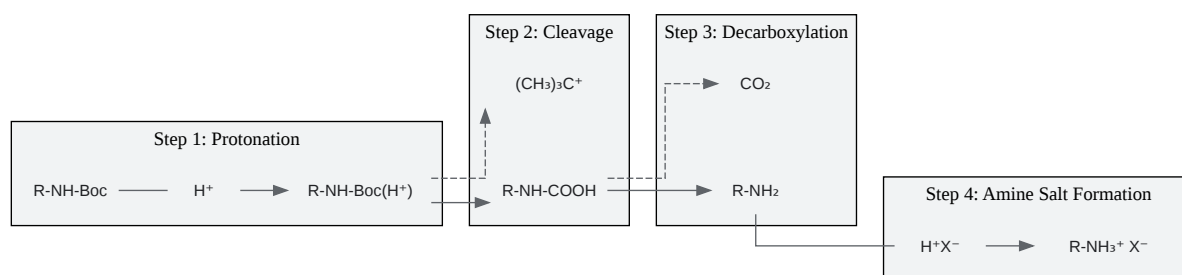 Step 1: Protonation
R-NH-Boc
H⁺
R-NH-Boc(H⁺)
Step 2: Cleavage
(CH₃)₃C⁺
R-NH-COOH
Step 3: Decarboxylation
CO₂
R-NH₂
Step 4: Amine Salt Formation
H⁺X⁻
R-NH₃⁺ X⁻